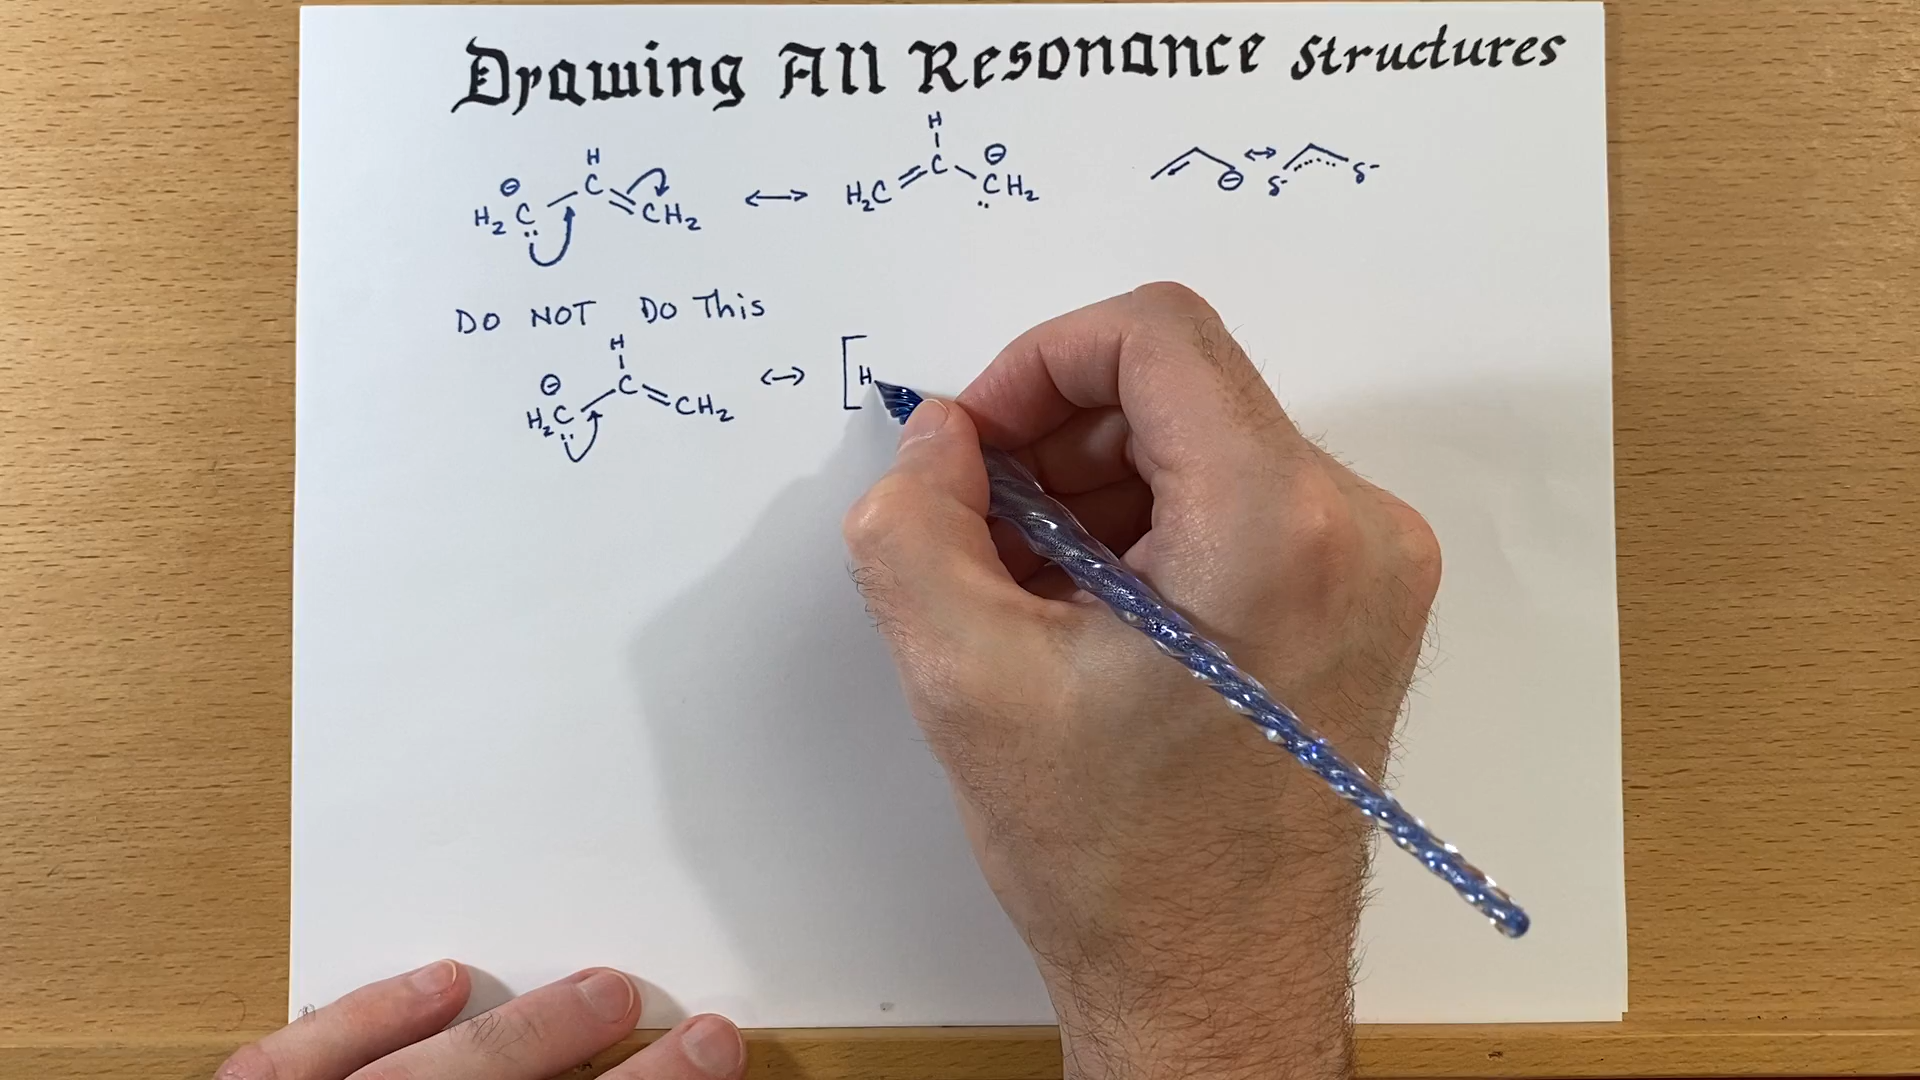 Drawing All Resonance Structures
H
⊖ C
H₂C CH₂ ⟷
:
H
⊖
C
H₂C CH₂
:
⊖ ⟷ δ- δ-
DO NOT Do This
H
⊖ C
H₂C CH₂ ⟷ [H
: